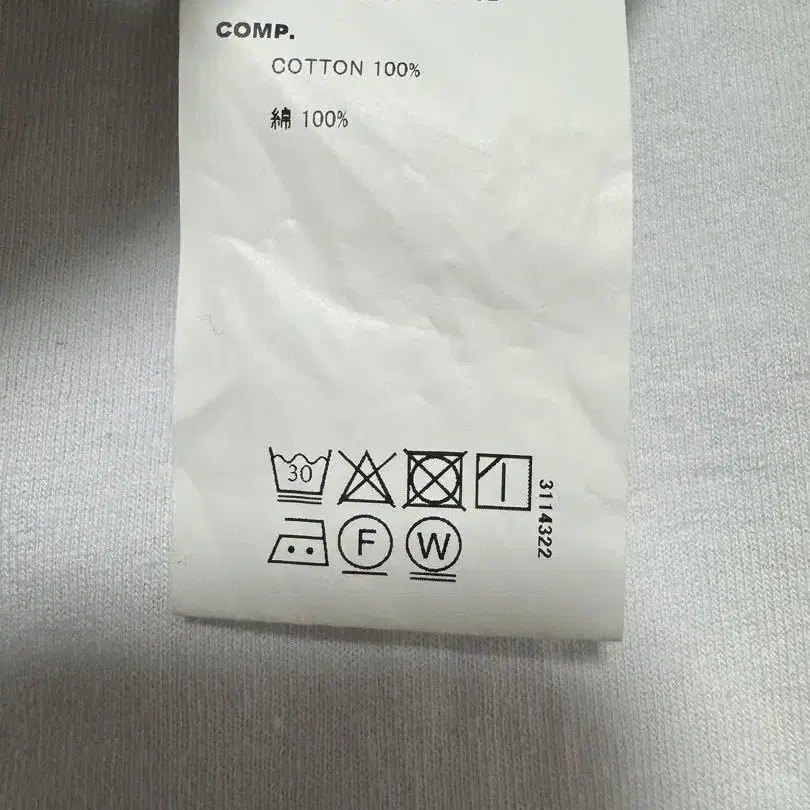 COMP.
COTTON 100%
綿 100%
30
F
W
3114322